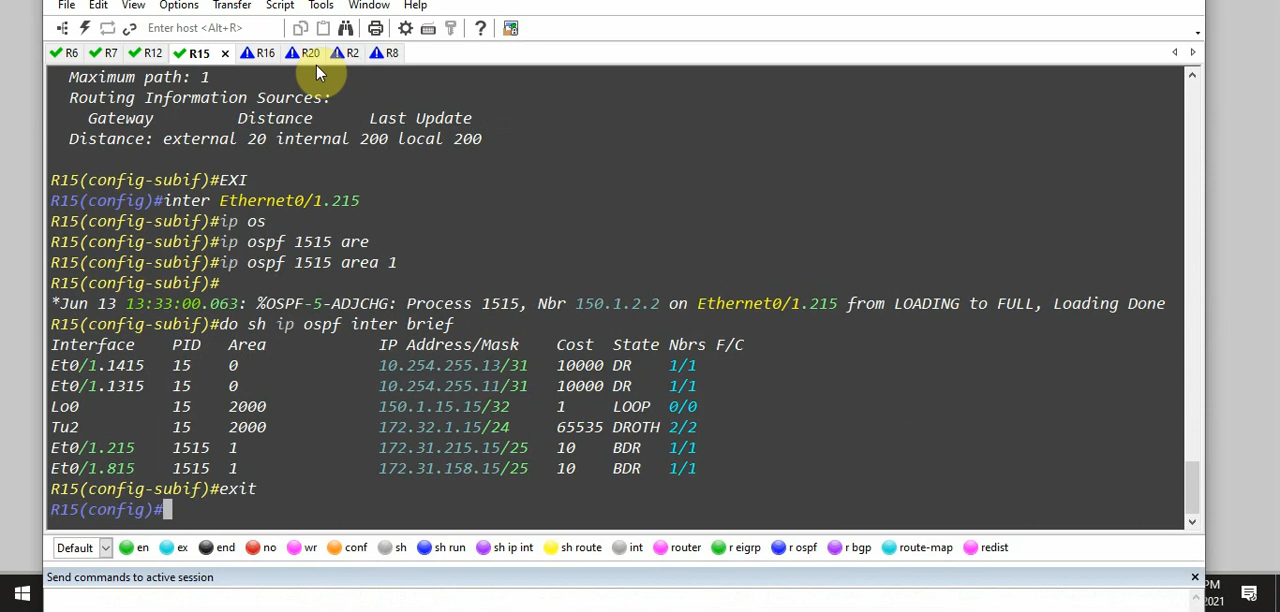 File Edit View Options Transfer Script Tools Window Help
Enter host <Alt+R>
R6 R7 R12 R15 x R16 R20 R2 R8
Maximum path: 1
Routing Information Sources:
Gateway Distance Last Update
Distance: external 20 internal 200 local 200
R15(config-subif)#EXI
R15(config)#inter Ethernet0/1.215
R15(config-subif)#ip os
R15(config-subif)#ip ospf 1515 are
R15(config-subif)#ip ospf 1515 area 1
R15(config-subif)#
*Jun 13 13:33:00.063: %OSPF-5-ADJCHG: Process 1515, Nbr 150.1.2.2 on Ethernet0/1.215 from LOADING to FULL, Loading Done
R15(config-subif)#do sh ip ospf inter brief
Interface PID Area IP Address/Mask Cost State Nbrs F/C
Et0/1.1415 15 0 10.254.255.13/31 10000 DR 1/1
Et0/1.1315 15 0 10.254.255.11/31 10000 DR 1/1
Lo0 15 2000 150.1.15.15/32 1 LOOP 0/0
Tu2 15 2000 172.32.1.15/24 65535 DROTH 2/2
Et0/1.215 1515 1 172.31.215.15/25 10 BDR 1/1
Et0/1.815 1515 1 172.31.158.15/25 10 BDR 1/1
R15(config-subif)#exit
R15(config)#
Default en ex end no wr conf sh sh run sh ip int sh route int router r eigrp r ospf r bgp route-map redist
Send commands to active session
PM
2021